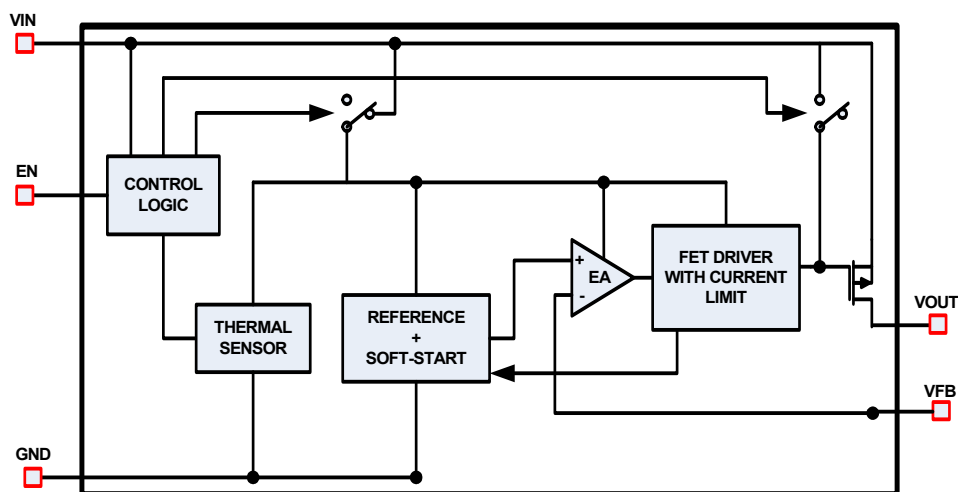 VIN
EN
CONTROL
LOGIC
THERMAL
SENSOR
REFERENCE
+
SOFT-START
+
EA
-
FET DRIVER
WITH CURRENT
LIMIT
VOUT
VFB
GND